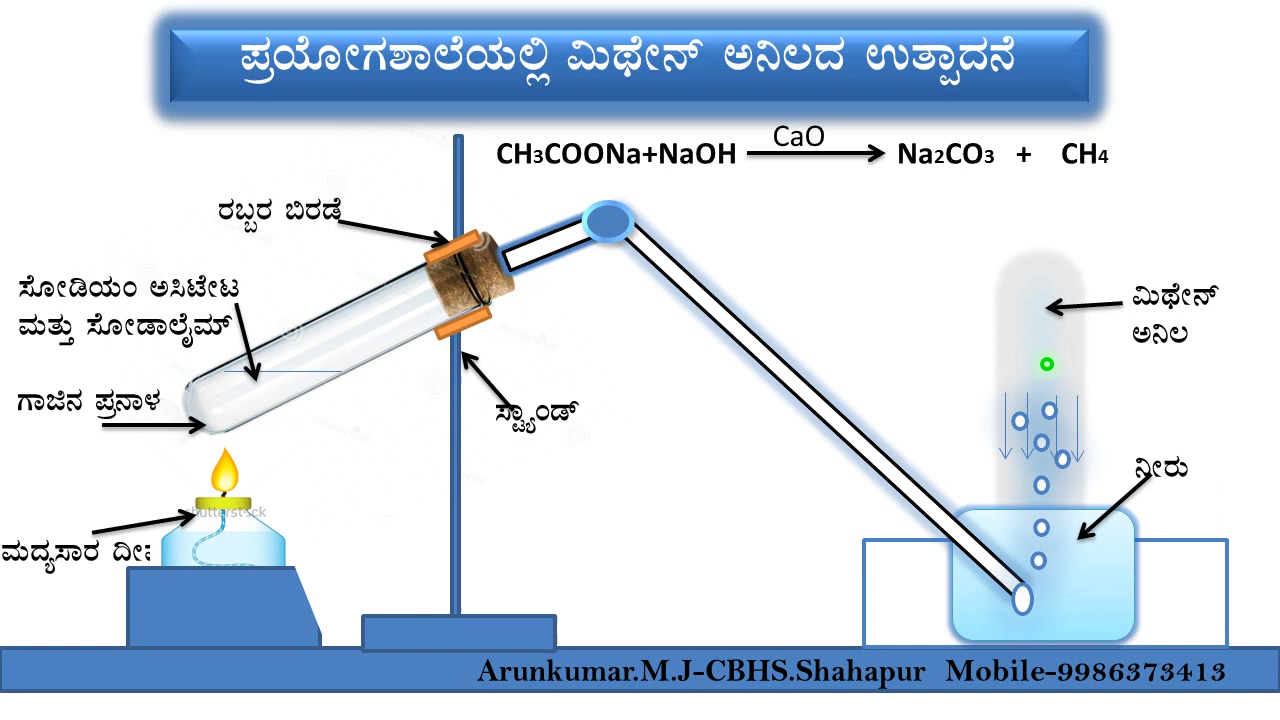 ಪ್ರಯೋಗಶಾಲೆಯಲ್ಲಿ ಮಿಥೇನ್ ಅನಿಲದ ಉತ್ಪಾದನೆ
CaO
CH3COONa+NaOH Na2CO3 + CH4
ರಬ್ಬರ ಬಿರಡೆ
ಸೋಡಿಯಂ ಅಸಿಟೇಟ
ಮತ್ತು ಸೋಡಾಲೈಮ್
ಮಿಥೇನ್
ಅನಿಲ
ಗಾಜಿನ ಪ್ರನಾಳ
ಸ್ಟ್ಯಾಂಡ್
ನೀರು
shutterstock
ಮದ್ಯಸಾರ
Arunkumar.M.J-CBHS.Shahapur Mobile-9986373413